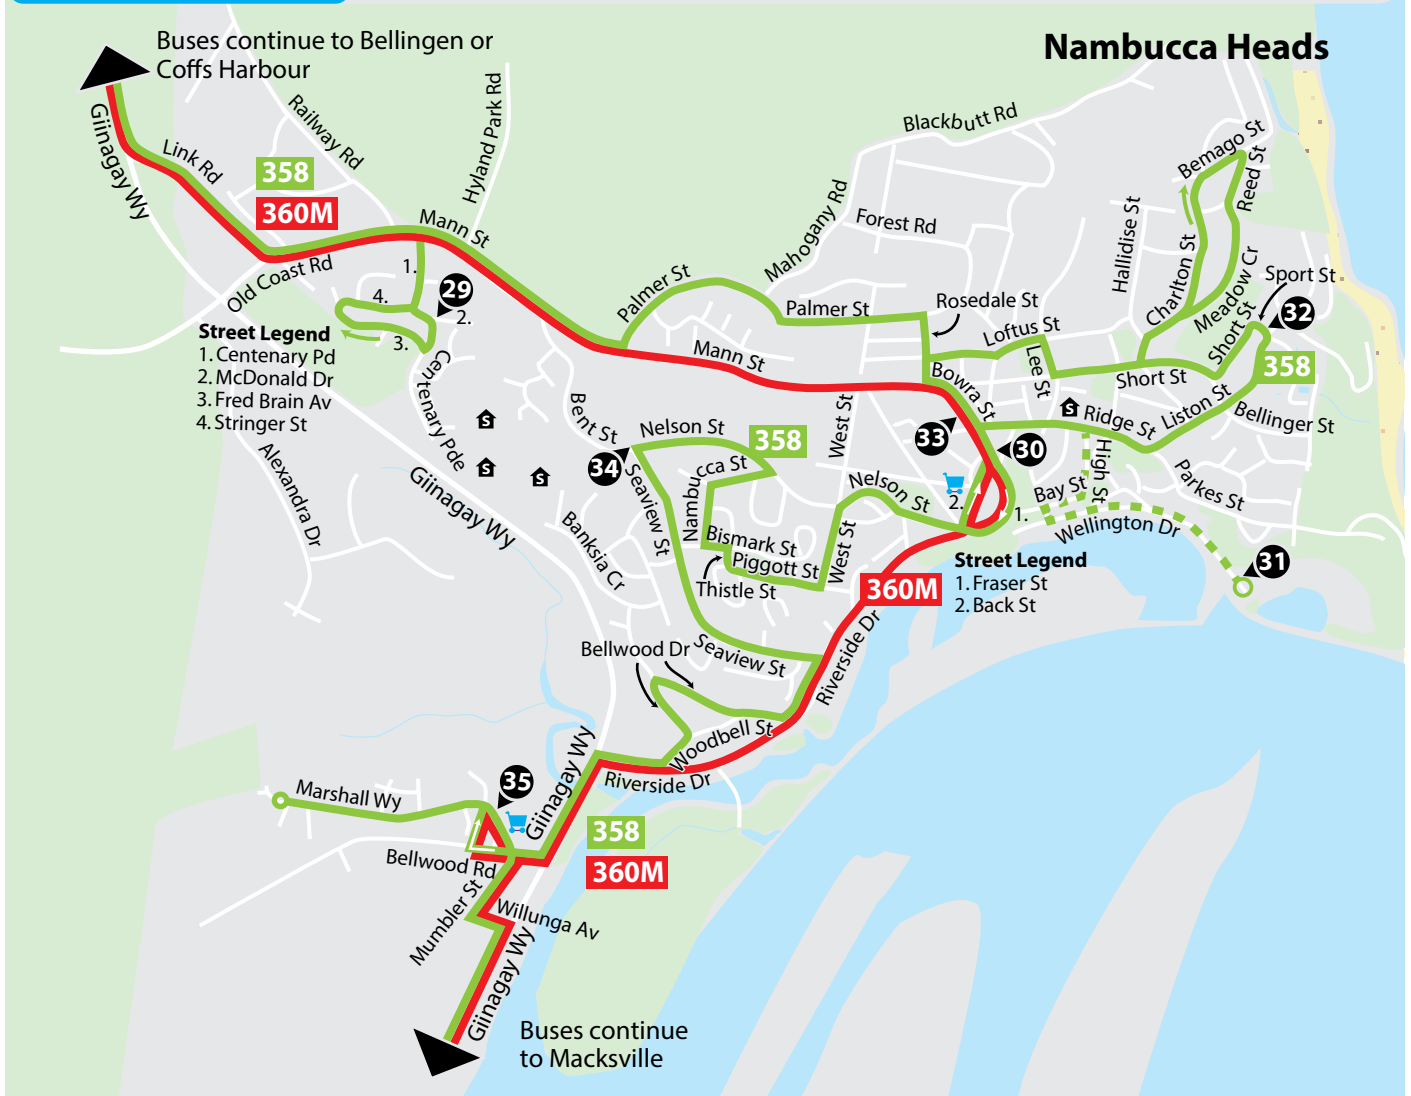 Nambucca Heads
Buses continue to Bellingen or
Coffs Harbour
Giinagay Wy
Link Rd
Railway Rd
Hyland Park Rd
358
360M
Mann St
Old Coast Rd
1.
4.
29
2.
3.
Street Legend
1. Centenary Pd
2. McDonald Dr
3. Fred Brain Av
4. Stringer St
Centenary Pde
Alexandra Dr
Giinagay Wy
Blackbutt Rd
Mahogany Rd
Forest Rd
Palmer St
Palmer St
Rosedale St
Loftus St
Lee St
Hallidise St
Bemago St
Reed St
Charlton St
Meadow Cr
Sport St
Short St
32
358
Short St
Mann St
Bowra St
S
Ridge St
Liston St
Bellinger St
West St
33
30
Bent St
Nelson St
358
34
Nambucca St
Seaview St
S
S
S
Nelson St
2.
1.
Bay St
High St
Parkes St
Wellington Dr
31
Banksia Cr
Bismark St
Piggott St
Thistle St
West St
360M
Street Legend
1. Fraser St
2. Back St
Bellwood Dr
Seaview St
Riverside Dr
Woodbell St
Riverside Dr
Giinagay Wy
35
Marshall Wy
Bellwood Rd
358
360M
Mumbler St
Willunga Av
Giinagay Wy
Buses continue
to Macksville